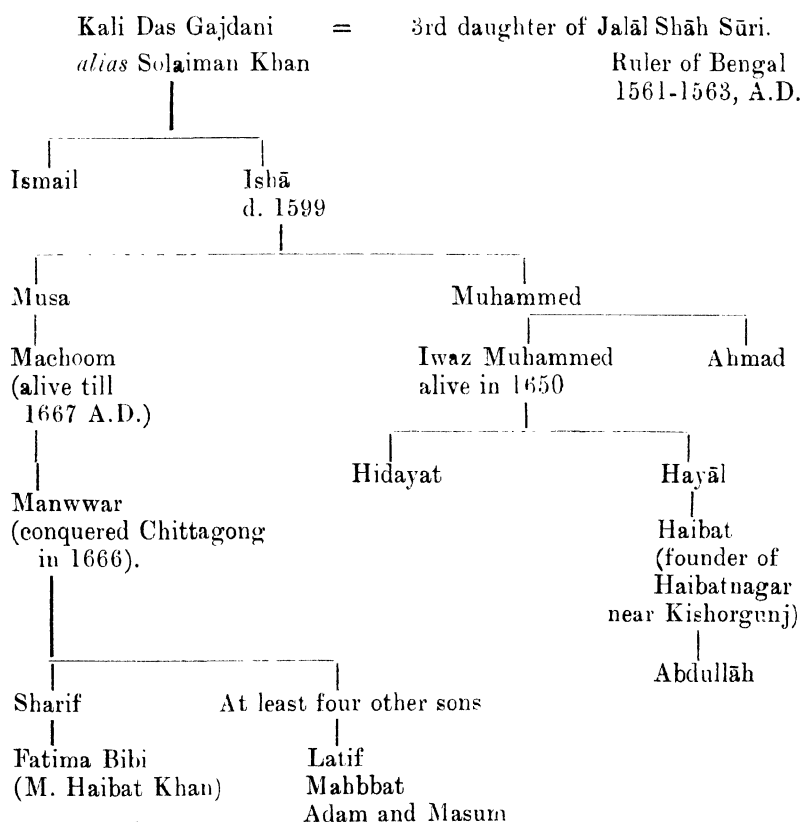 Kali Das Gajdani = 3rd daughter of Jalāl Shāh Sūri.
alias Solaiman Khan Ruler of Bengal
1561-1563, A.D.
Ismail Ishā
d. 1599
Musa Muhammed
Machoom Iwaz Muhammed Ahmad
(alive till alive in 1650
1667 A.D.)
Hidayat Hayāl
Manwwar Haibat
(conquered Chittagong (founder of
in 1666). Haibatnagar
near Kishorgunj)
Abdullāh
Sharif At least four other sons
Fatima Bibi Latif
(M. Haibat Khan) Mahbbat
Adam and Masum